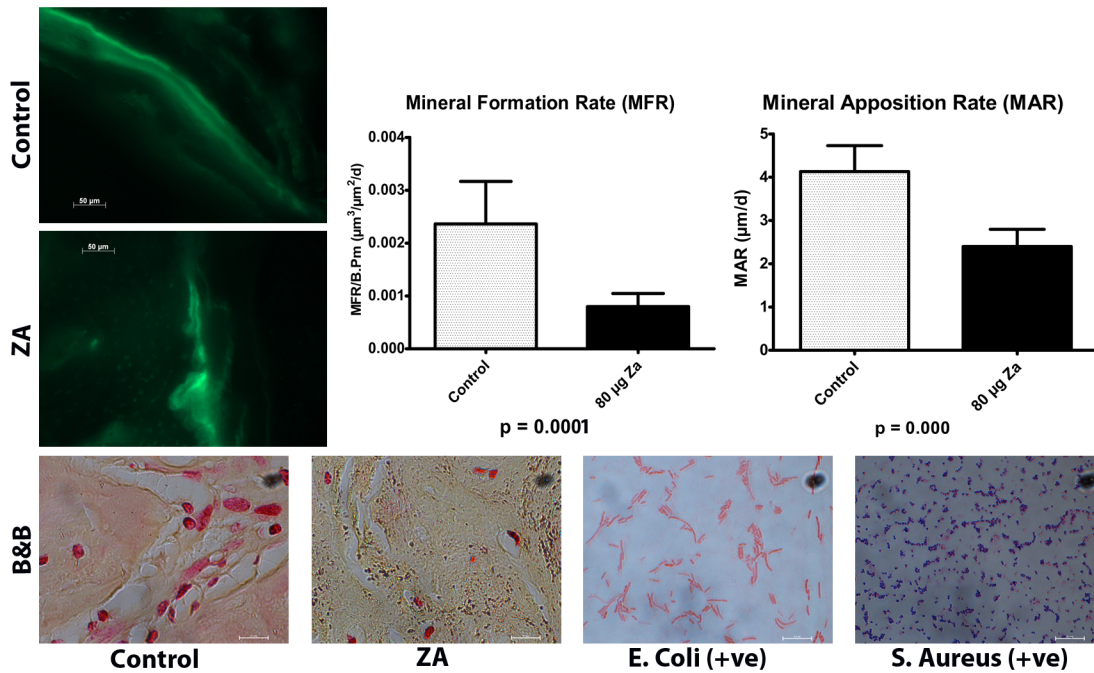 Control
50 µm
ZA
50 µm
Mineral Formation Rate (MFR)
MFR/B.Pm (µm³/µm²/d)
0.004
0.003
0.002
0.001
0.000
Control
80 µg Za
p = 0.0001
Mineral Apposition Rate (MAR)
MAR (µm/d)
5
4
3
2
1
0
Control
80 µg Za
p = 0.000
B&B
Control
ZA
E. Coli (+ve)
S. Aureus (+ve)